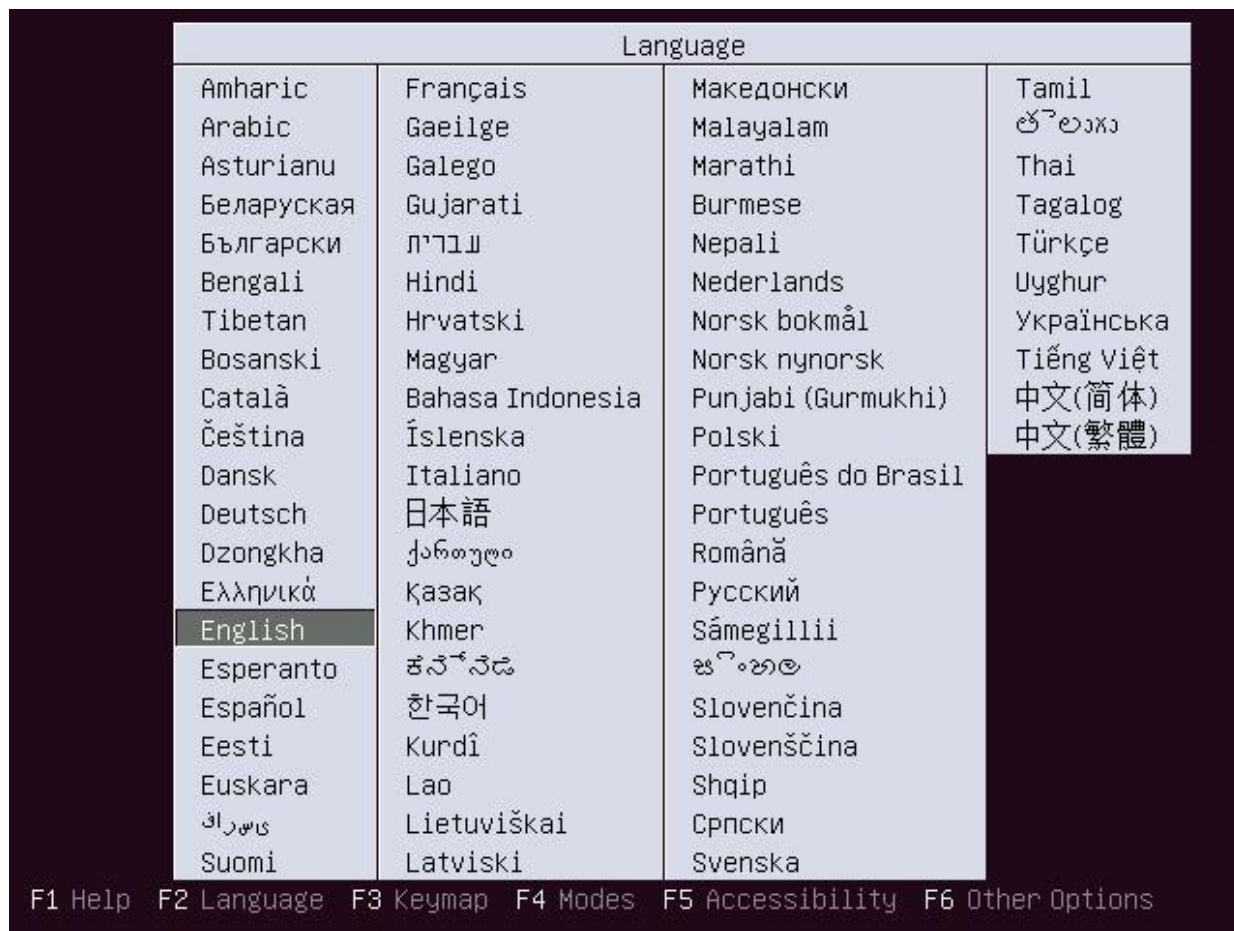 Language
Amharic
Arabic
Asturianu
Беларуская
Български
Bengali
Tibetan
Bosanski
Català
Čeština
Dansk
Deutsch
Dzongkha
Ελληνικά
English
Esperanto
Español
Eesti
Euskara
فارسی
Suomi
Français
Gaeilge
Galego
Gujarati
עברית
Hindi
Hrvatski
Magyar
Bahasa Indonesia
Íslenska
Italiano
日本語
ქართული
Қазақ
Khmer
ಕನ್ನಡ
한국어
Kurdî
Lao
Lietuviškai
Latviski
Македонски
Malayalam
Marathi
Burmese
Nepali
Nederlands
Norsk bokmål
Norsk nynorsk
Punjabi (Gurmukhi)
Polski
Português do Brasil
Português
Română
Русский
Sámegillii
සිංහල
Slovenčina
Slovenščina
Shqip
Српски
Svenska
Tamil
తెలుగు
Thai
Tagalog
Türkçe
Uyghur
Українська
Tiếng Việt
中文(简体)
中文(繁體)
F1 Help F2 Language F3 Keymap F4 Modes F5 Accessibility F6 Other Options